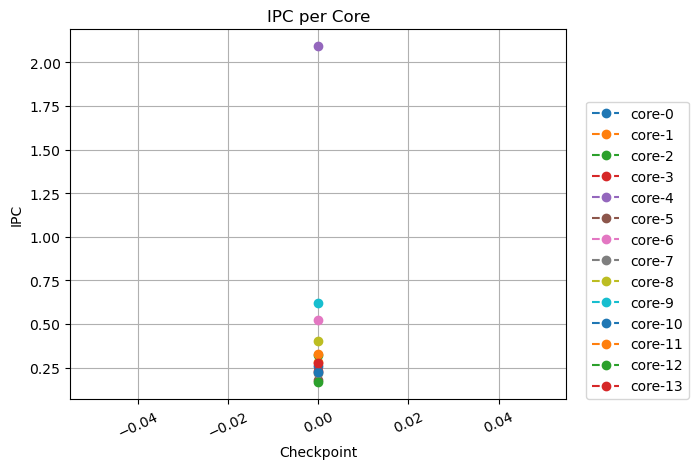 IPC per Core
2.00
1.75
1.50
1.25
1.00
0.75
0.50
0.25
IPC
−0.04
−0.02
0.00
0.02
0.04
Checkpoint
core-0
core-1
core-2
core-3
core-4
core-5
core-6
core-7
core-8
core-9
core-10
core-11
core-12
core-13